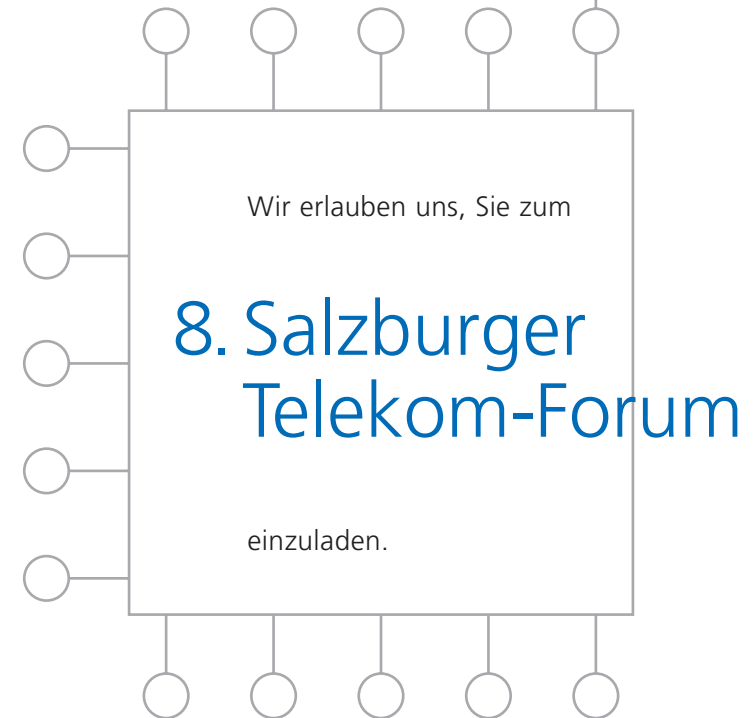 Wir erlauben uns, Sie zum
8. Salzburger
Telekom-Forum
einzuladen.